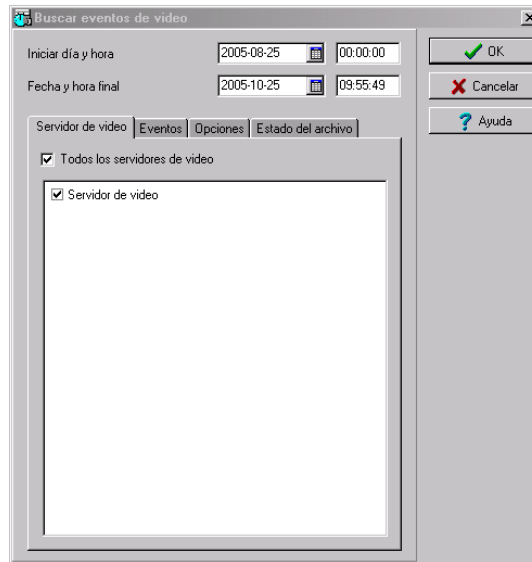 Buscar eventos de video
Iniciar día y hora 2005-08-25 00:00:00
Fecha y hora final 2005-10-25 09:55:49
OK
Cancelar
Ayuda
Servidor de video Eventos Opciones Estado del archivo
Todos los servidores de video
Servidor de video